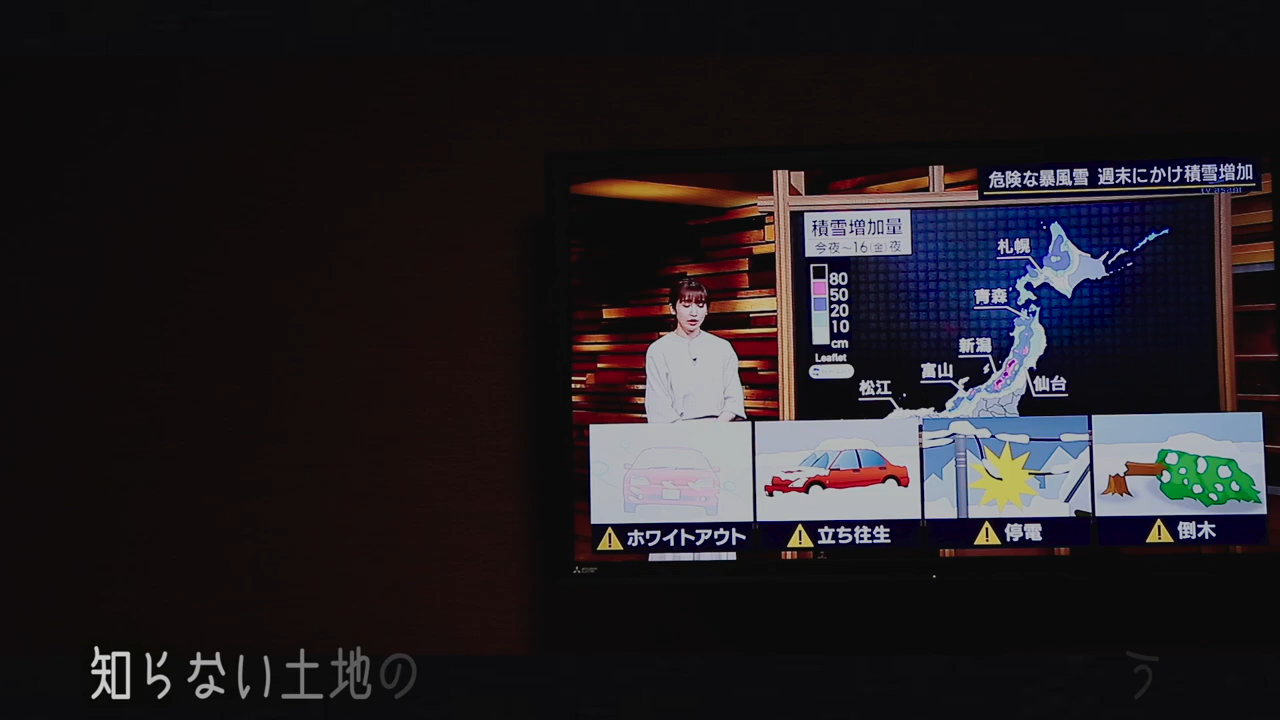 危険な暴風雪 週末にかけ積雪増加
tv asahi
積雪増加量
今夜～16(金)夜
80
50
20
10
cm
Leaflet
札幌
青森
新潟
富山
仙台
松江
ホワイトアウト
立ち往生
停電
倒木
知らない土地の
う